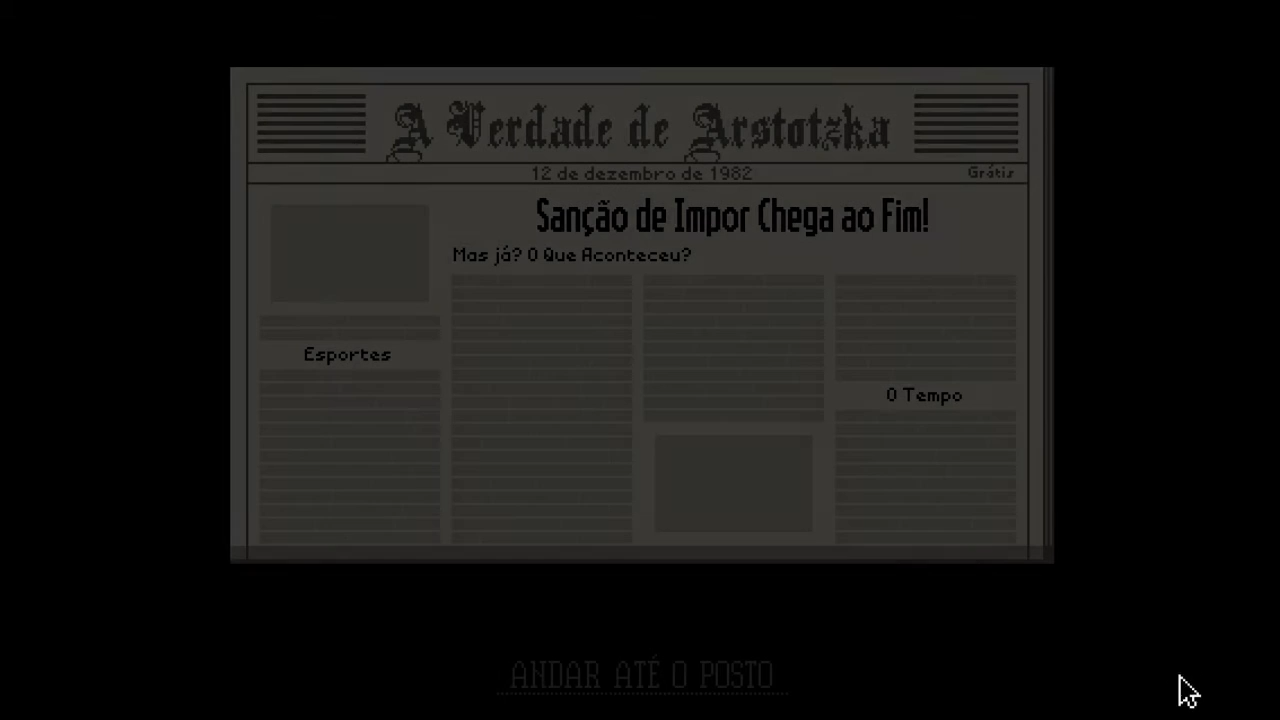 A Verdade de Arstotzka
12 de dezembro de 1982
Grátis
Sanção de Impor Chega ao Fim!
Mas já? O Que Aconteceu?
Esportes
O Tempo
ANDAR ATÉ O POSTO